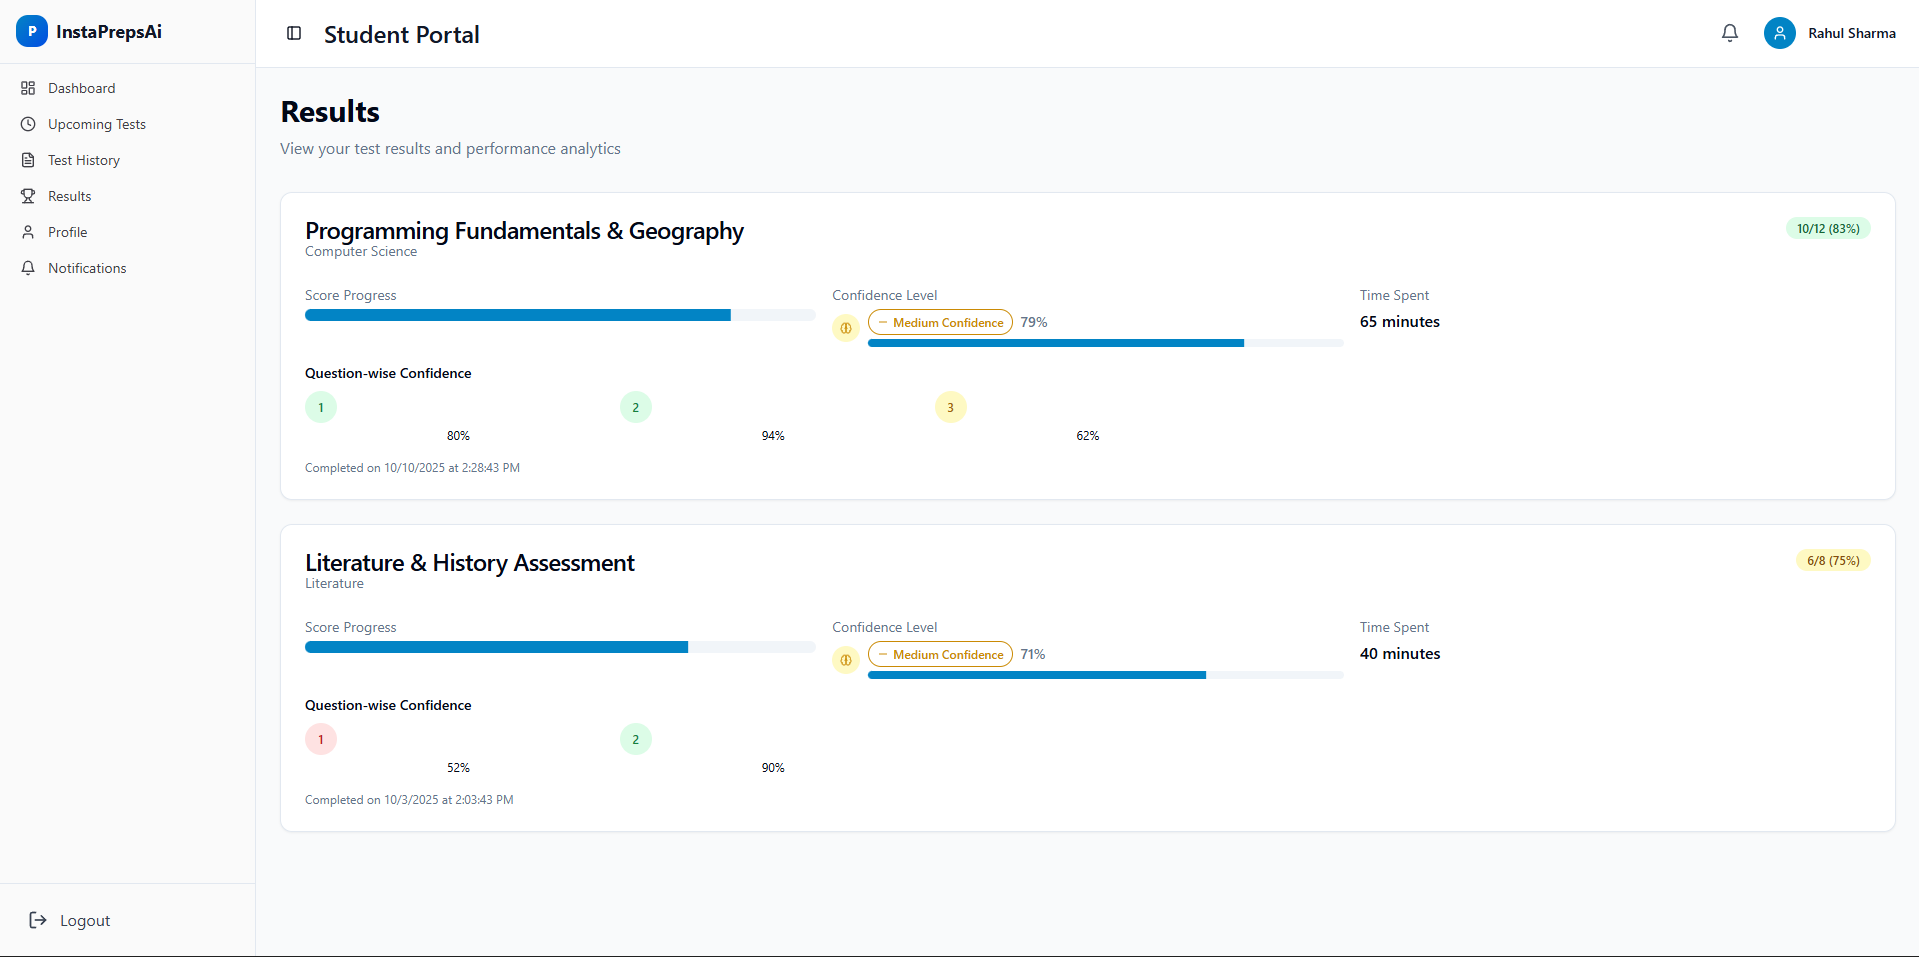 P InstaPrepsAi
Dashboard
Upcoming Tests
Test History
Results
Profile
Notifications
Logout
Student Portal
Rahul Sharma
Results
View your test results and performance analytics
Programming Fundamentals & Geography
10/12 (83%)
Computer Science
Score Progress
Confidence Level
Medium Confidence 79%
Time Spent
65 minutes
Question-wise Confidence
1 2 3
80% 94% 62%
Completed on 10/10/2025 at 2:28:43 PM
Literature & History Assessment
6/8 (75%)
Literature
Score Progress
Confidence Level
Medium Confidence 71%
Time Spent
40 minutes
Question-wise Confidence
1 2
52% 90%
Completed on 10/3/2025 at 2:03:43 PM